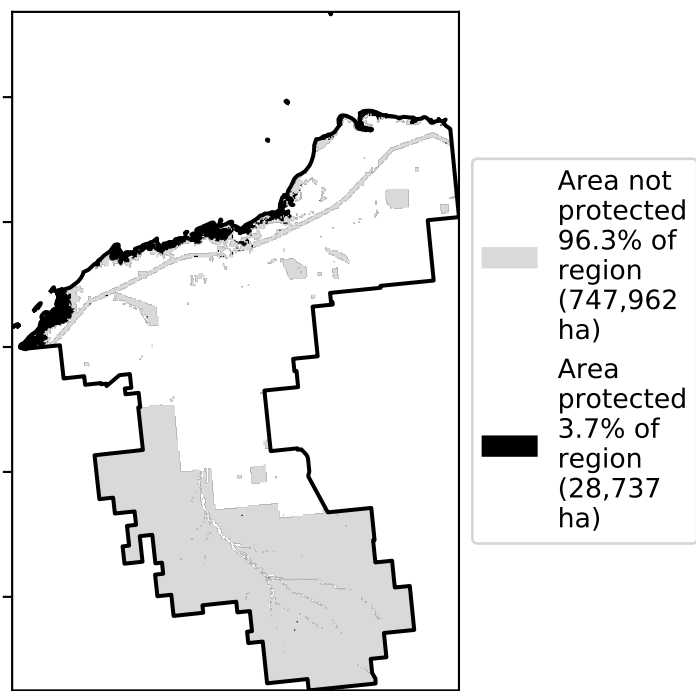 Area not
protected
96.3% of
region
(747,962
ha)
Area
protected
3.7% of
region
(28,737
ha)